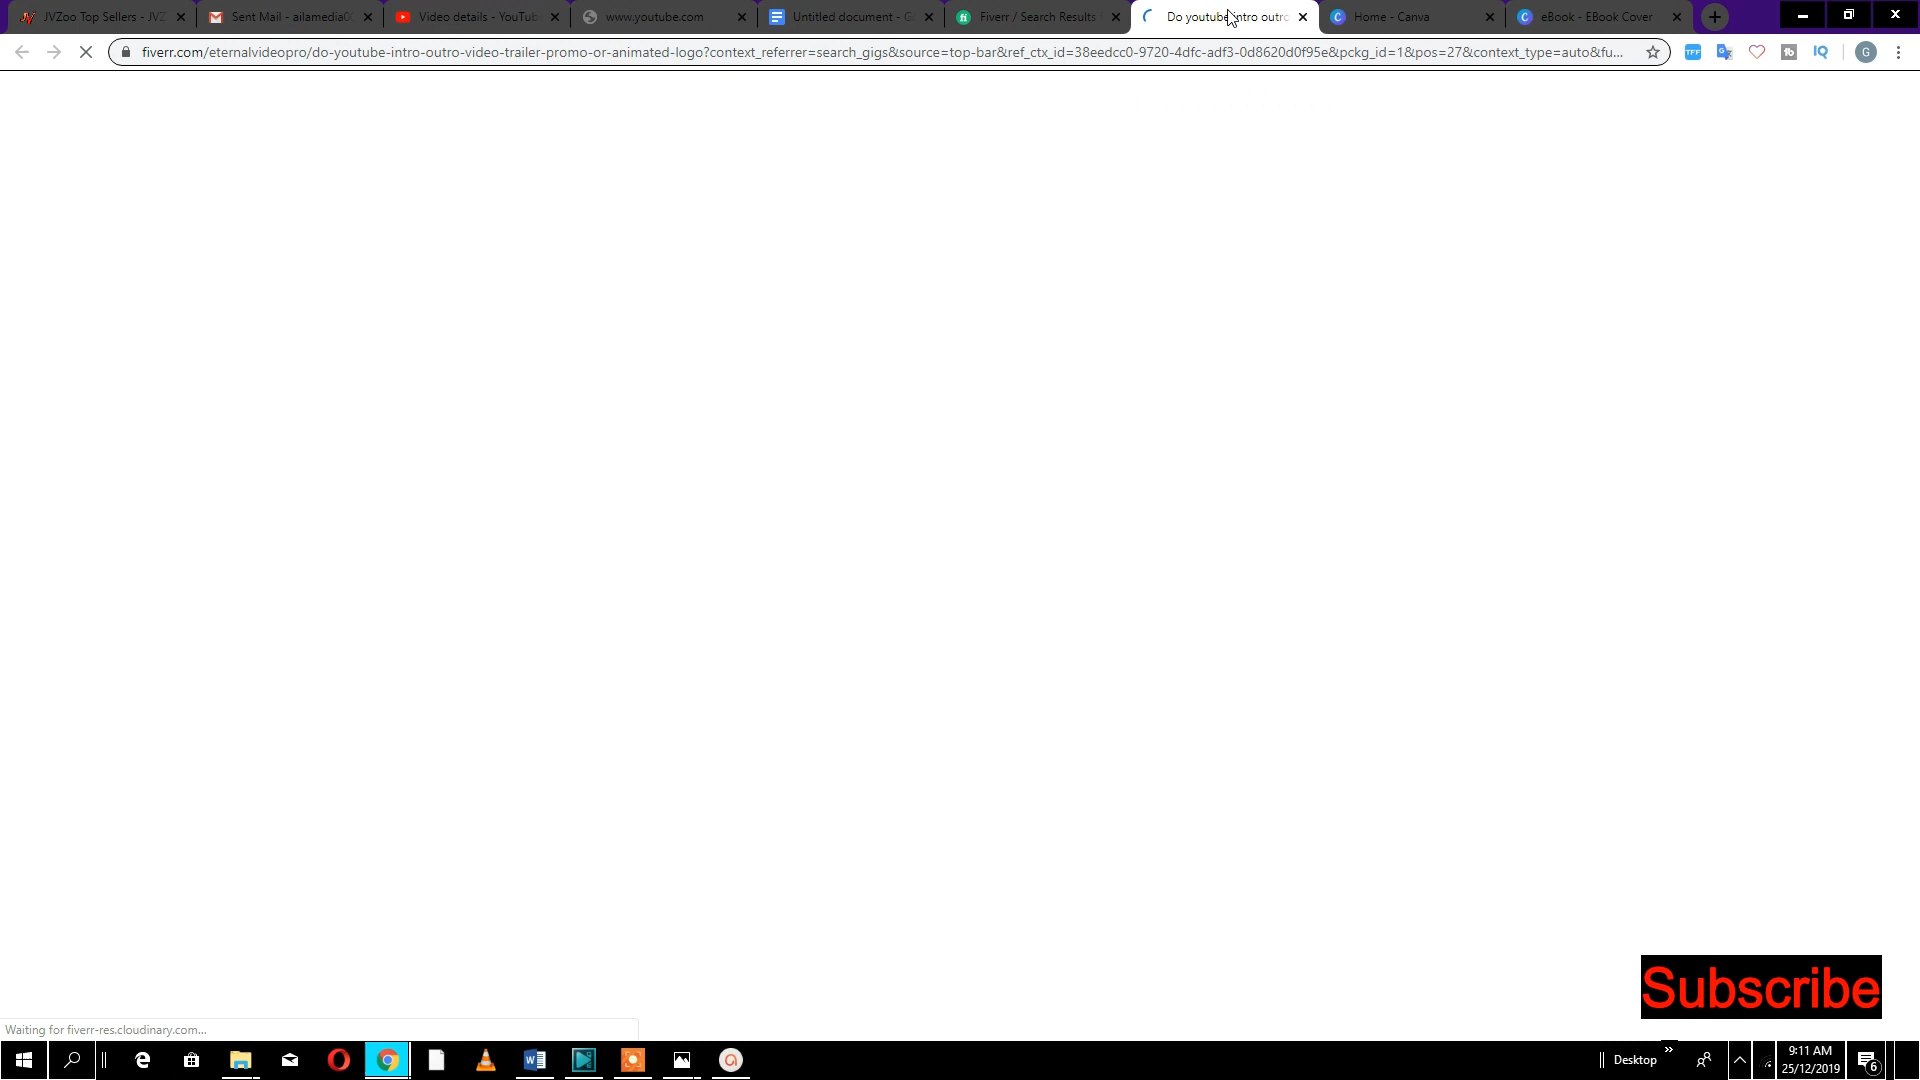 JVZoo Top Sellers - JVZ
Sent Mail - ailamedia0
Video details - YouTub
www.youtube.com
Untitled document - G
Fiverr / Search Results
Do youtube intro outro
Home - Canva
eBook - EBook Cover
fiverr.com/eternalvideopro/do-youtube-intro-outro-video-trailer-promo-or-animated-logo?context_referrer=search_gigs&source=top-bar&ref_ctx_id=38eedcc0-9720-4dfc-adf3-0d8620d0f95e&pckg_id=1&pos=27&context_type=auto&fu...
TFF
IQ
G
Subscribe
Waiting for fiverr-res.cloudinary.com...
Desktop
9:11 AM
25/12/2019
6